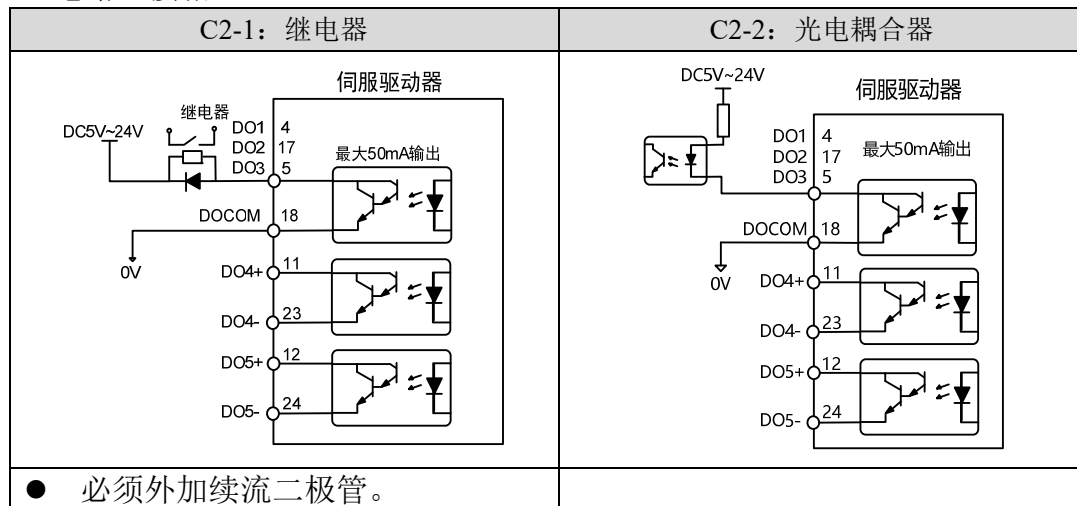 C2-1：继电器
C2-2：光电耦合器
伺服驱动器
继电器
DC5V~24V
DO1 4
DO2 17
DO3 5
最大50mA输出
DOCOM 18
0V
DO4+ 11
DO4- 23
DO5+ 12
DO5- 24
DC5V~24V
伺服驱动器
DO1 4
DO2 17
DO3 5
最大50mA输出
DOCOM 18
0V
DO4+ 11
DO4- 23
DO5+ 12
DO5- 24
● 必须外加续流二极管。